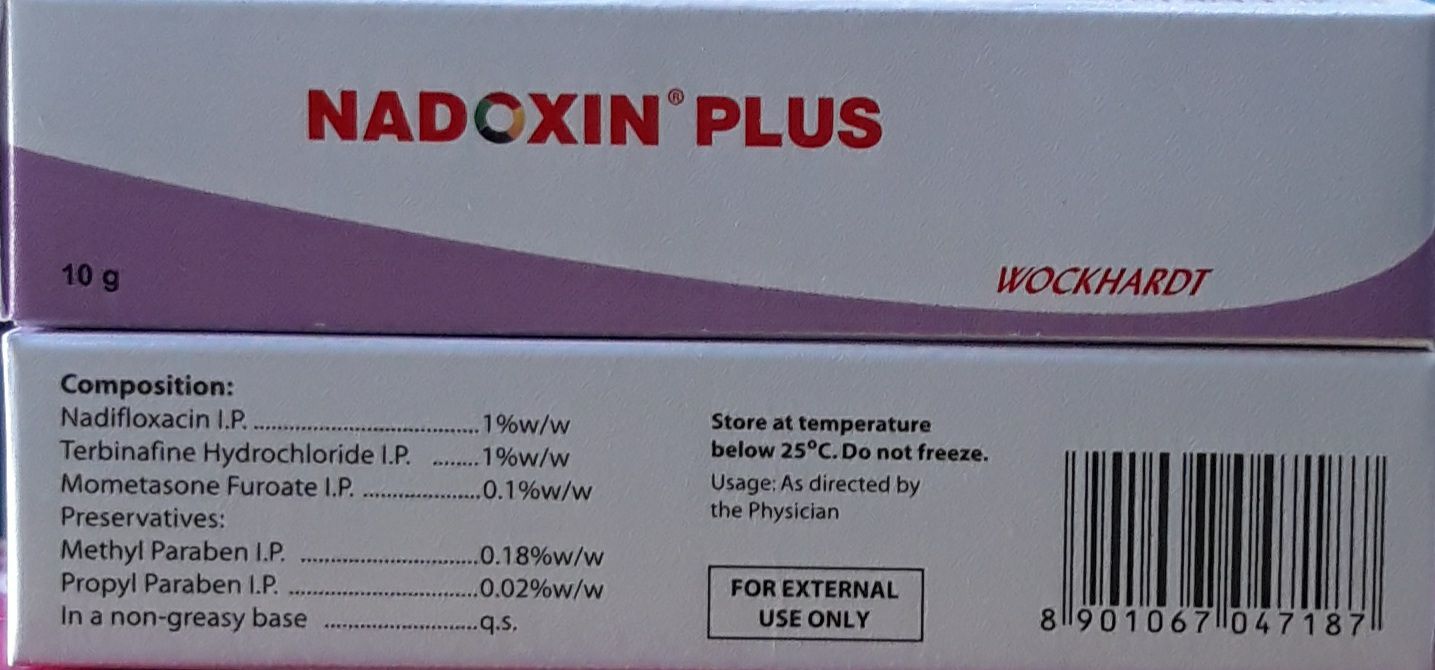 NADOXIN® PLUS
10 g
WOCKHARDT
Composition:
Nadifloxacin I.P. ........................................1%w/w
Terbinafine Hydrochloride I.P. ........1%w/w
Mometasone Furoate I.P. .....................0.1%w/w
Preservatives:
Methyl Paraben I.P. ................................0.18%w/w
Propyl Paraben I.P. ..................................0.02%w/w
In a non-greasy base ...........................q.s.
Store at temperature
below 25°C. Do not freeze.
Usage: As directed by
the Physician
FOR EXTERNAL
USE ONLY
8 901067 047187